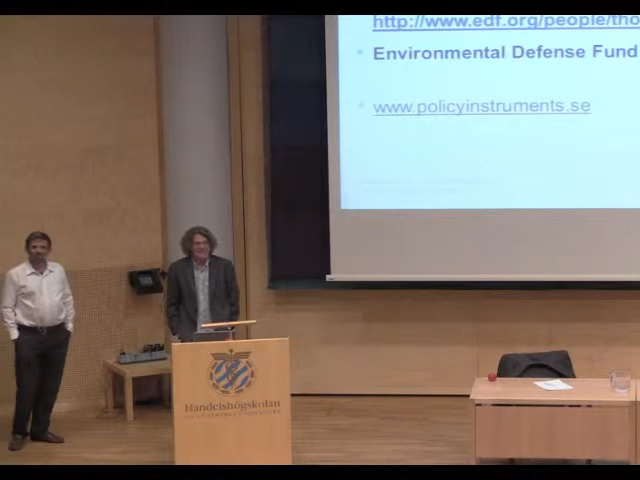 http://www.edf.org/people/tho
Environmental Defense Fund
www.policyinstruments.se
Handelshögskolan